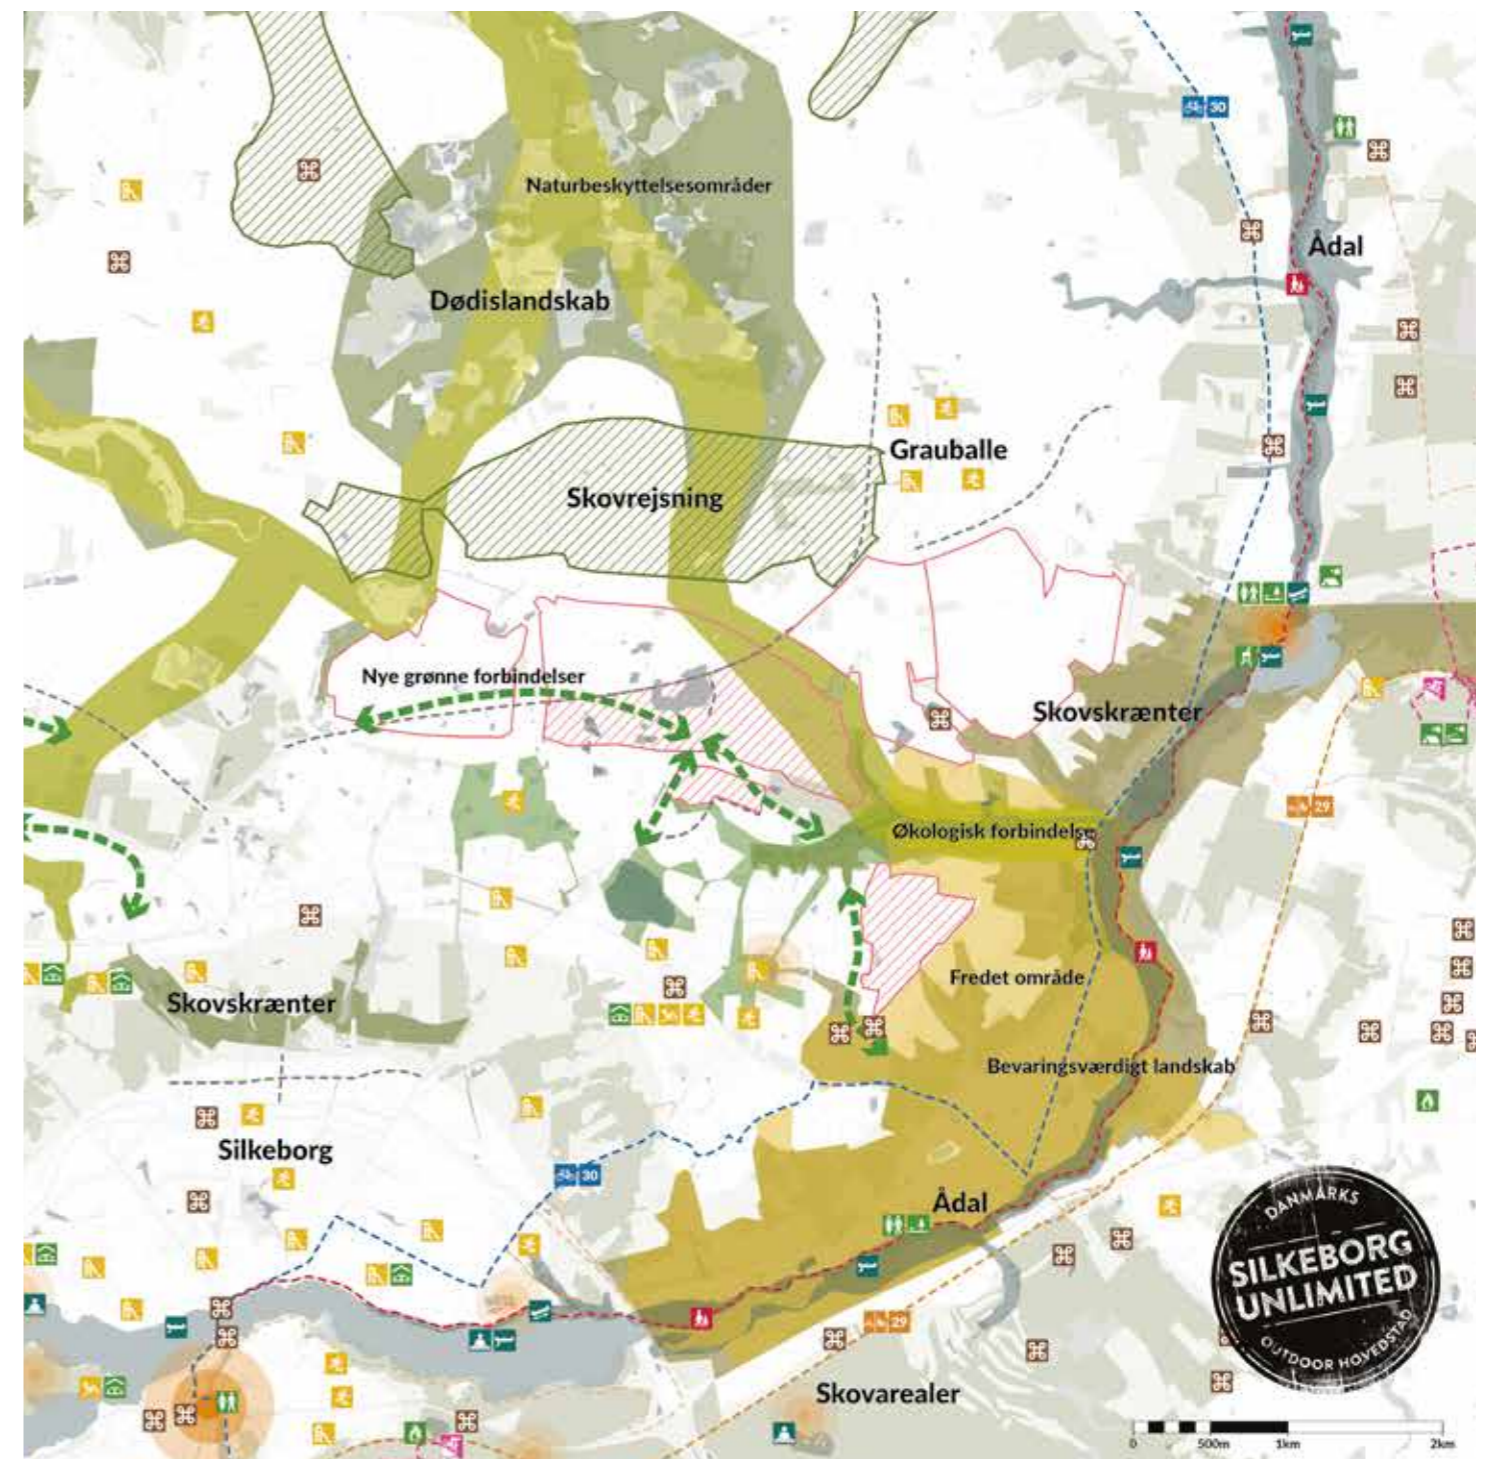 30
Naturbeskyttelsesområder
Ådal
Dødislandskab
Grauballe
Skovrejsning
Nye grønne forbindelser
Skovskrænter
29
Økologisk forbindelse
Fredet område
Skovskrænter
Bevaringsværdigt landskab
Silkeborg
30
Ådal
DANMARKS
SILKEBORG
UNLIMITED
OUTDOOR HOVEDSTAD
29
Skovarealer
0 500m 1km 2km